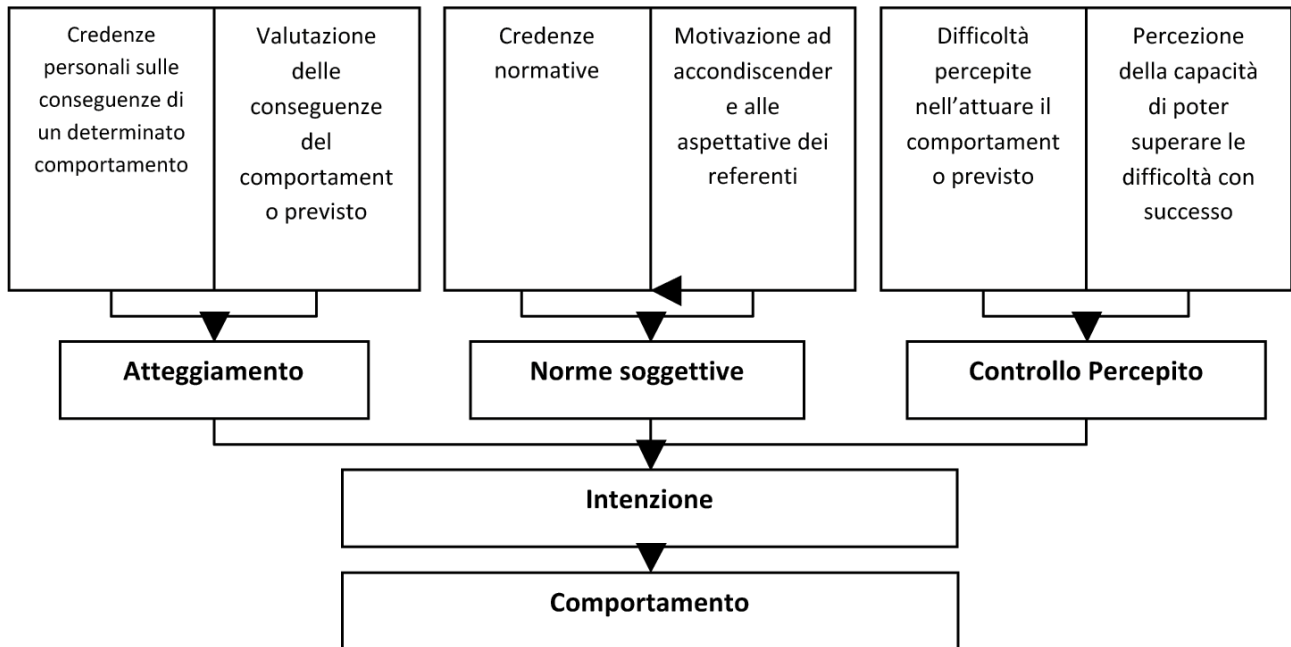 Credenze
personali sulle
conseguenze di
un determinato
comportamento
Valutazione
delle
conseguenze
del
comportament
o previsto
Credenze
normative
Motivazione ad
accondiscender
e alle
aspettative dei
referenti
Difficoltà
percepite
nell’attuare il
comportament
o previsto
Percezione
della capacità
di poter
superare le
difficoltà con
successo
Atteggiamento
Norme soggettive
Controllo Percepito
Intenzione
Comportamento